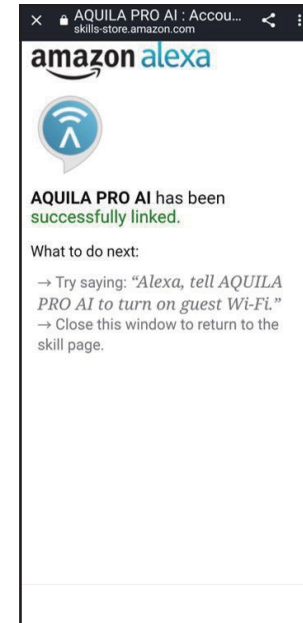 AQUILA PRO AI : Accou...
skills-store.amazon.com
amazon alexa
AQUILA PRO AI has been
successfully linked.
What to do next:
→ Try saying: “Alexa, tell AQUILA
PRO AI to turn on guest Wi-Fi.”
→ Close this window to return to the
skill page.